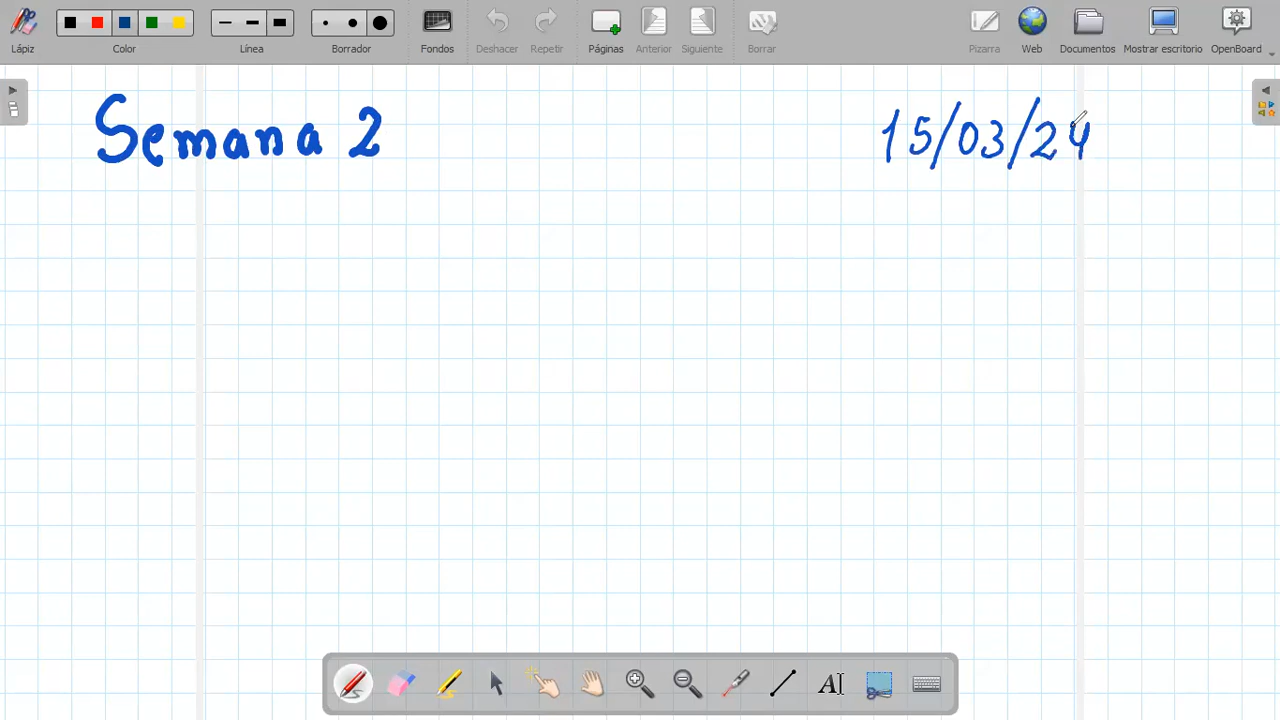 Lápiz Color Línea Borrador Fondos Deshacer Repetir Páginas Anterior Siguiente Borrar Pizarra Web Documentos Mostrar escritorio OpenBoard
Semana 2 15/03/24
AI